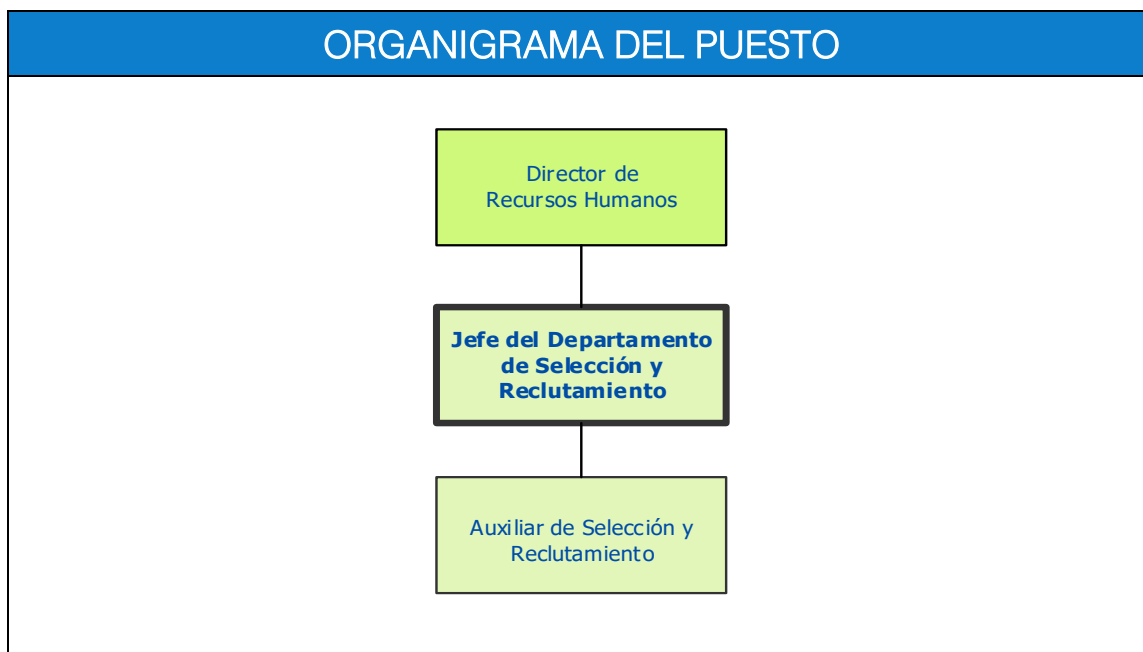 ORGANIGRAMA DEL PUESTO
Director de
Recursos Humanos
Jefe del Departamento
de Selección y
Reclutamiento
Auxiliar de Selección y
Reclutamiento